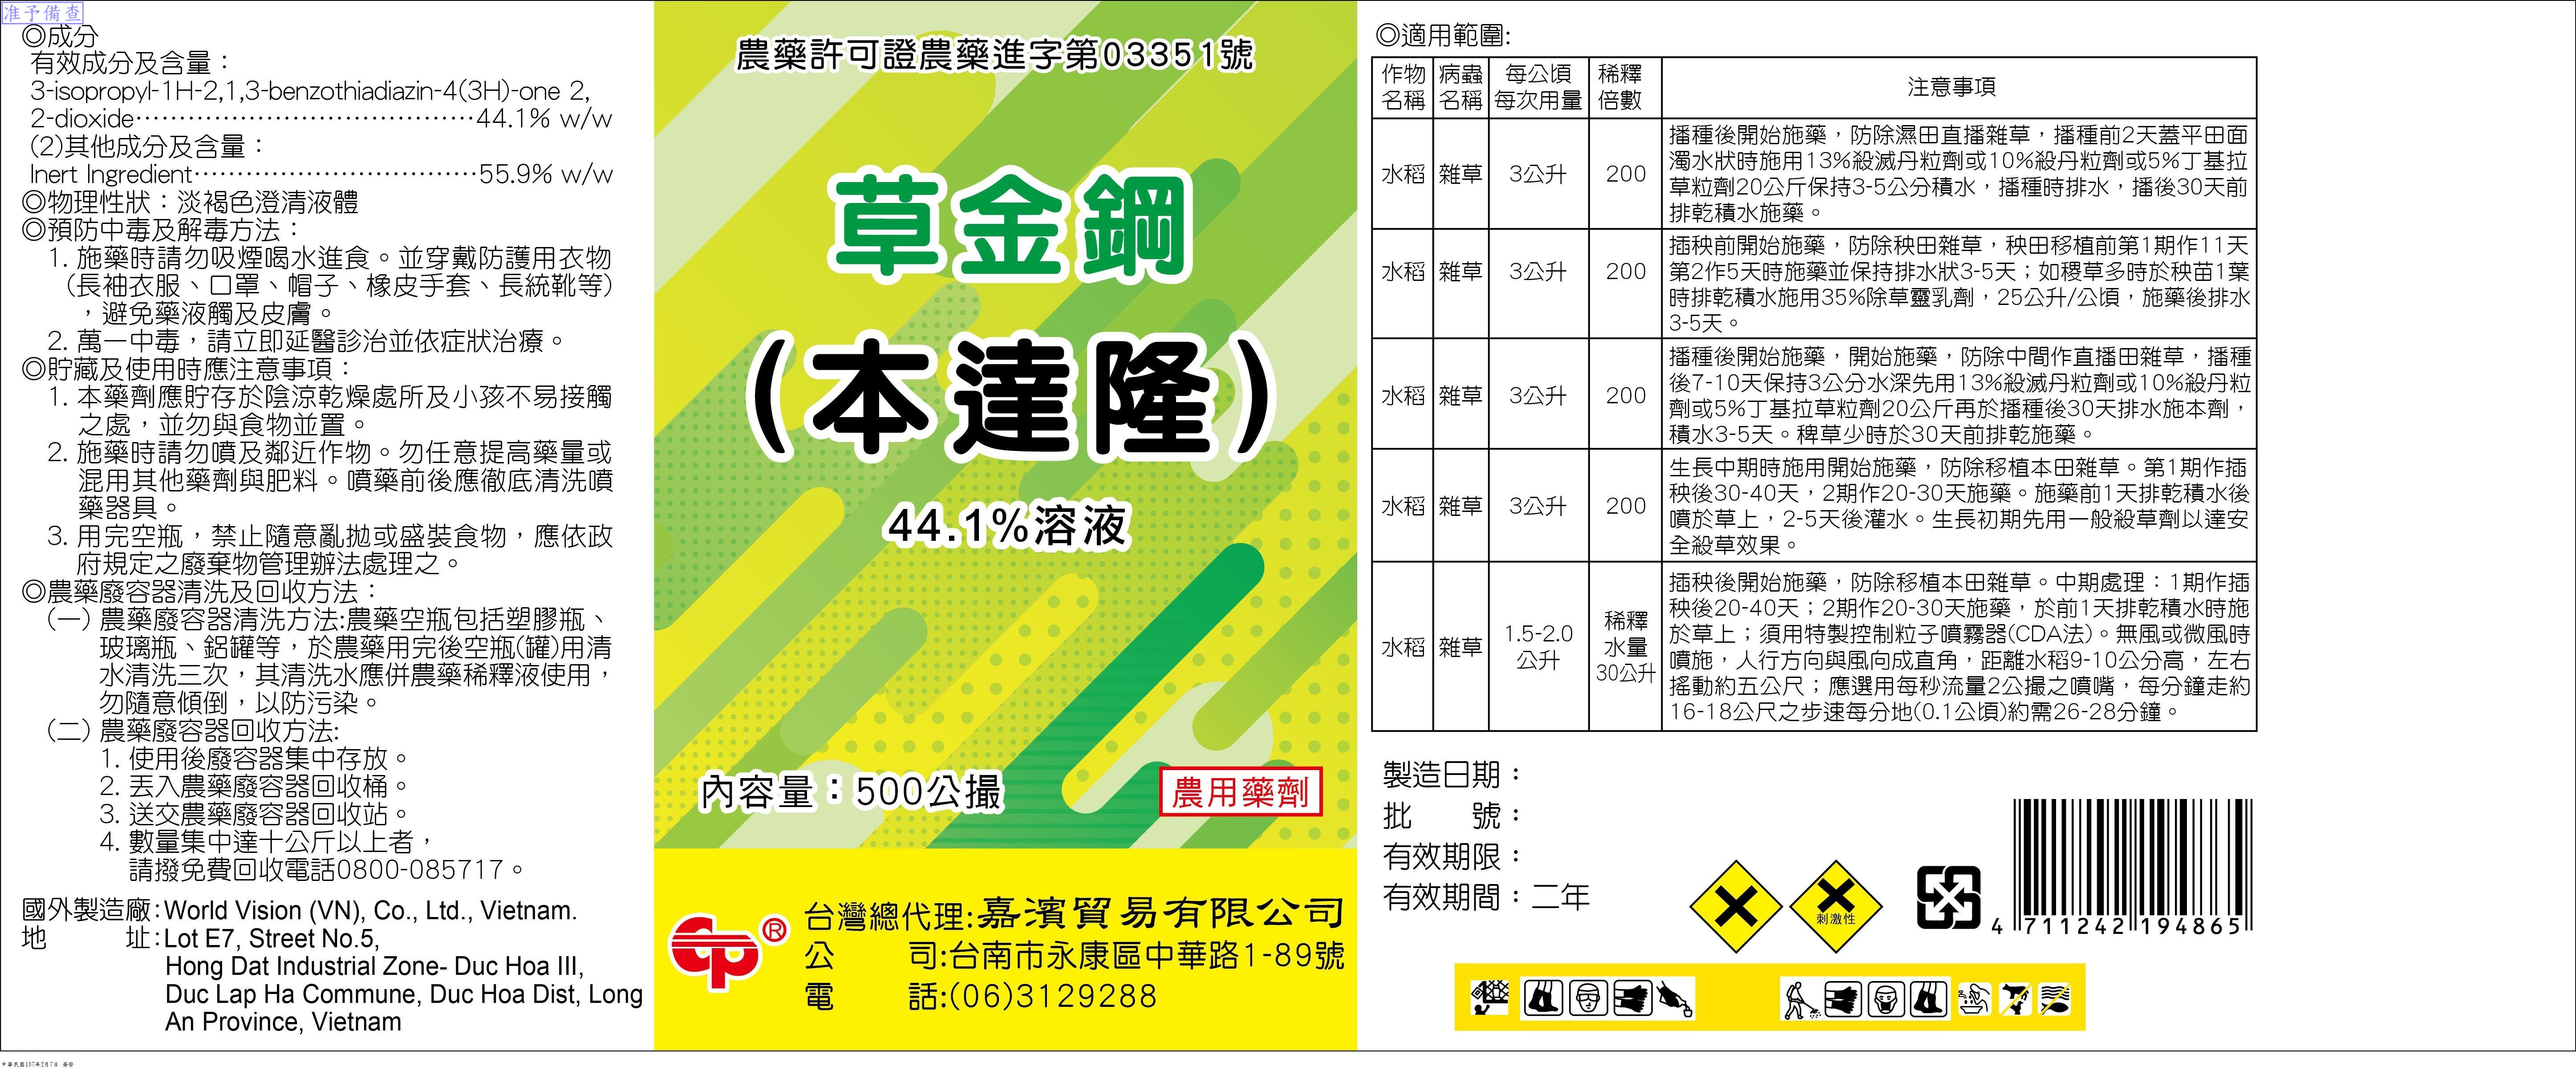 准予備查
◎成分
有效成分及含量：
3-isopropyl-1H-2,1,3-benzothiadiazin-4(3H)-one 2,
2-dioxide⋯⋯⋯⋯⋯⋯⋯⋯⋯⋯⋯⋯⋯44.1% w/w
(2)其他成分及含量：
Inert Ingredient⋯⋯⋯⋯⋯⋯⋯⋯⋯⋯⋯55.9% w/w
◎物理性狀：淡褐色澄清液體
◎預防中毒及解毒方法：
1. 施藥時請勿吸煙喝水進食。並穿戴防護用衣物
(長袖衣服、口罩、帽子、橡皮手套、長統靴等)
，避免藥液觸及皮膚。
2. 萬一中毒，請立即延醫診治並依症狀治療。
◎貯藏及使用時應注意事項：
1. 本藥劑應貯存於陰涼乾燥處所及小孩不易接觸
之處，並勿與食物並置。
2. 施藥時請勿噴及鄰近作物。勿任意提高藥量或
混用其他藥劑與肥料。噴藥前後應徹底清洗噴
藥器具。
3. 用完空瓶，禁止隨意亂拋或盛裝食物，應依政
府規定之廢棄物管理辦法處理之。
◎農藥廢容器清洗及回收方法：
(一) 農藥廢容器清洗方法:農藥空瓶包括塑膠瓶、
玻璃瓶、鋁罐等，於農藥用完後空瓶(罐)用清
水清洗三次，其清洗水應併農藥稀釋液使用，
勿隨意傾倒，以防污染。
(二) 農藥廢容器回收方法:
1. 使用後廢容器集中存放。
2. 丟入農藥廢容器回收桶。
3. 送交農藥廢容器回收站。
4. 數量集中達十公斤以上者，
請撥免費回收電話0800-085717。
國外製造廠:World Vision (VN), Co., Ltd., Vietnam.
地 址:Lot E7, Street No.5,
Hong Dat Industrial Zone- Duc Hoa III,
Duc Lap Ha Commune, Duc Hoa Dist, Long
An Province, Vietnam
農藥許可證農藥進字第03351號
草金鋼
(本達隆)
44.1%溶液
內容量：500公撮
農用藥劑
CP®
台灣總代理:嘉濱貿易有限公司
公 司:台南市永康區中華路1-89號
電 話:(06)3129288
◎適用範圍:
作物名稱 病蟲名稱 每公頃每次用量 稀釋倍數 注意事項
水稻 雜草 3公升 200
播種後開始施藥，防除濕田直播雜草，播種前2天蓋平田面
濁水狀時施用13%殺滅丹粒劑或10%殺丹粒劑或5%丁基拉
草粒劑20公斤保持3-5公分積水，播種時排水，播後30天前
排乾積水施藥。
水稻 雜草 3公升 200
插秧前開始施藥，防除秧田雜草，秧田移植前第1期作11天
第2作5天時施藥並保持排水狀3-5天；如稷草多時於秧苗1葉
時排乾積水施用35%除草靈乳劑，25公升/公頃，施藥後排水
3-5天。
水稻 雜草 3公升 200
播種後開始施藥，開始施藥，防除中間作直播田雜草，播種
後7-10天保持3公分水深先用13%殺滅丹粒劑或10%殺丹粒
劑或5%丁基拉草粒劑20公斤再於播種後30天排水施本劑，
積水3-5天。稗草少時於30天前排乾施藥。
水稻 雜草 3公升 200
生長中期時施用開始施藥，防除移植本田雜草。第1期作插
秧後30-40天，2期作20-30天施藥。施藥前1天排乾積水後
噴於草上，2-5天後灌水。生長初期先用一般殺草劑以達安
全殺草效果。
水稻 雜草 1.5-2.0公升 稀釋水量30公升
插秧後開始施藥，防除移植本田雜草。中期處理：1期作插
秧後20-40天；2期作20-30天施藥，於前1天排乾積水時施
於草上；須用特製控制粒子噴霧器(CDA法)。無風或微風時
噴施，人行方向與風向成直角，距離水稻9-10公分高，左右
搖動約五公尺；應選用每秒流量2公撮之噴嘴，每分鐘走約
16-18公尺之步速每分地(0.1公頃)約需26-28分鐘。
製造日期：
批 號：
有效期限：
有效期間：二年
刺激性
4 711242 194865
中華民國107年2月7日 簽發